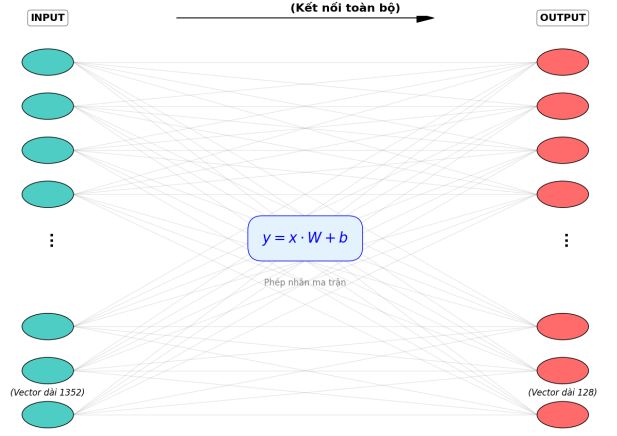 (Kết nối toàn bộ)
INPUT
OUTPUT
y = x · W + b
Phép nhân ma trận
(Vector dài 1352)
(Vector dài 128)